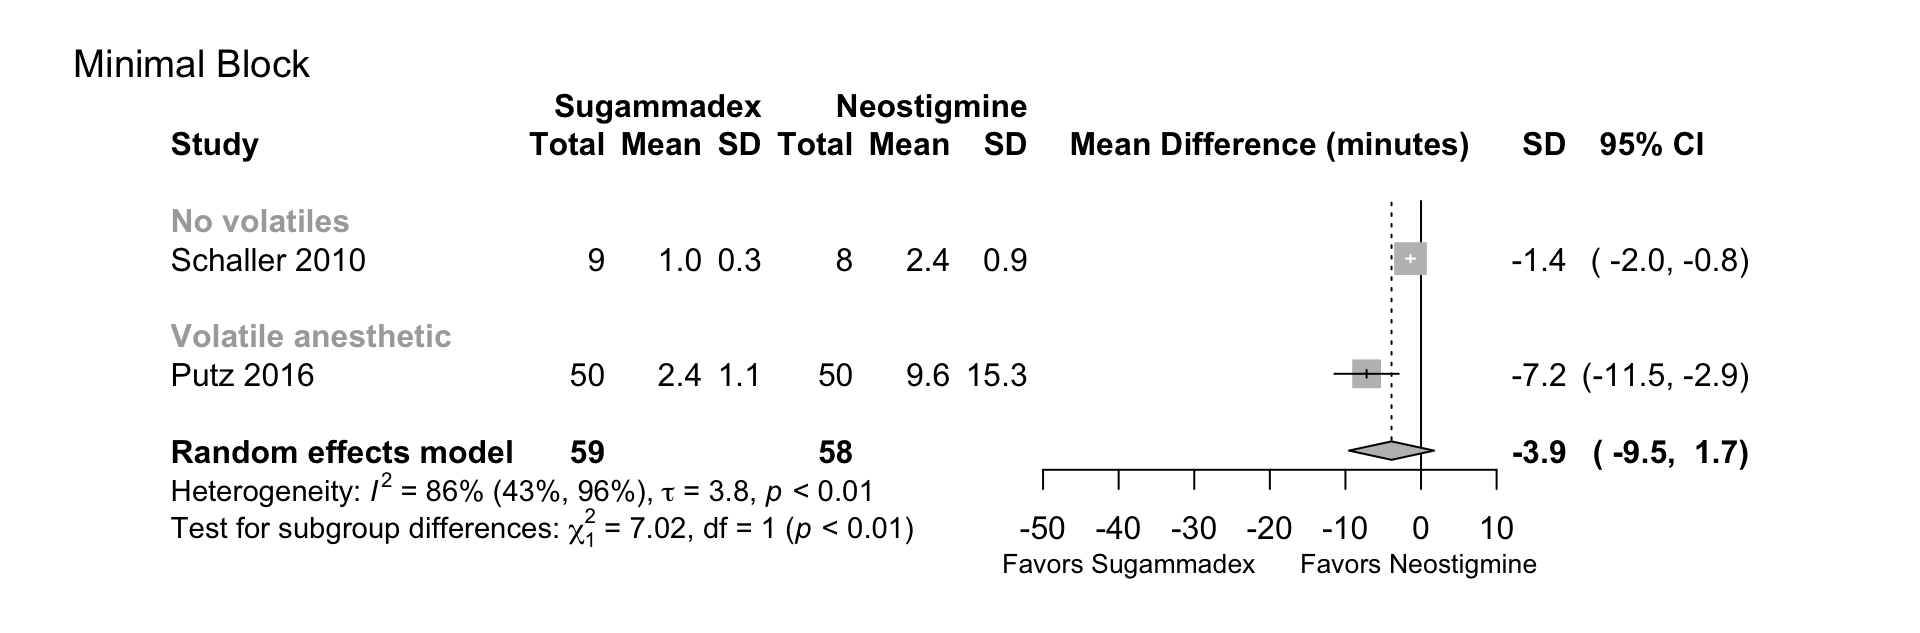 Minimal Block
Sugammadex Neostigmine
Study Total Mean SD Total Mean SD Mean Difference (minutes) SD 95% CI
No volatiles
Schaller 2010 9 1.0 0.3 8 2.4 0.9 -1.4 ( -2.0, -0.8)
Volatile anesthetic
Putz 2016 50 2.4 1.1 50 9.6 15.3 -7.2 (-11.5, -2.9)
Random effects model 59 58 -3.9 ( -9.5, 1.7)
Heterogeneity: I² = 86% (43%, 96%), τ = 3.8, p < 0.01
Test for subgroup differences: χ₁² = 7.02, df = 1 (p < 0.01)
-50 -40 -30 -20 -10 0 10
Favors Sugammadex Favors Neostigmine